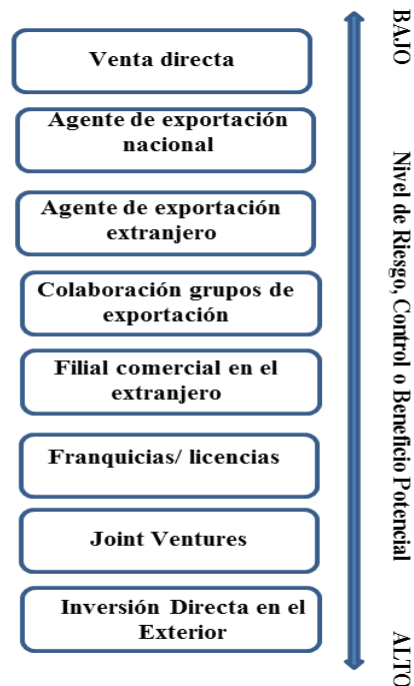 Venta directa
Agente de exportación
nacional
Agente de exportación
extranjero
Colaboración grupos de
exportación
Filial comercial en el
extranjero
Franquicias/ licencias
Joint Ventures
Inversión Directa en el
Exterior
BAJO
Nivel de Riesgo, Control o Beneficio Potencial
ALTO